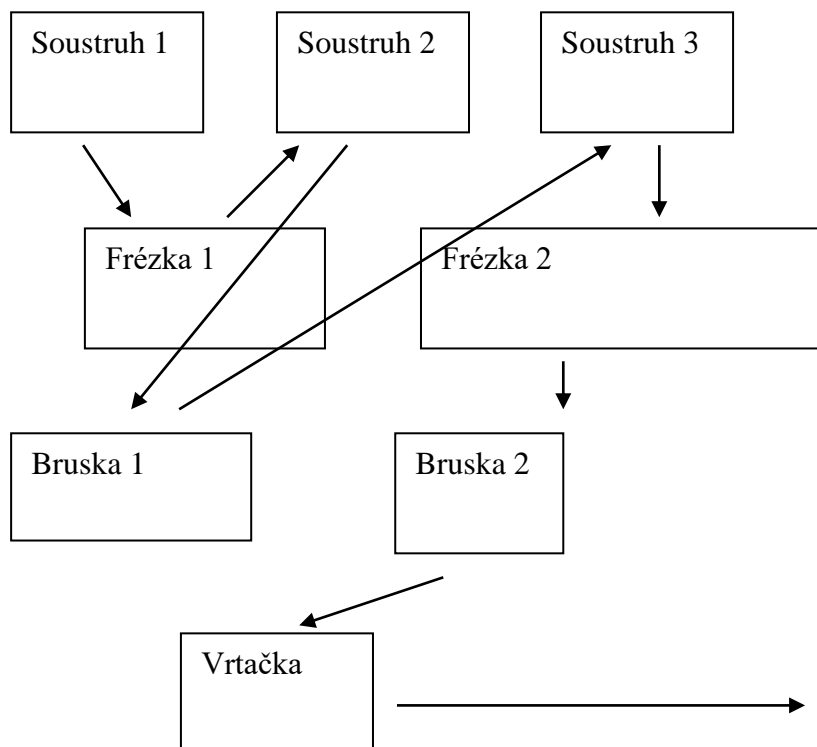 Soustruh 1
Soustruh 2
Soustruh 3
Frézka 1
Frézka 2
Bruska 1
Bruska 2
Vrtačka